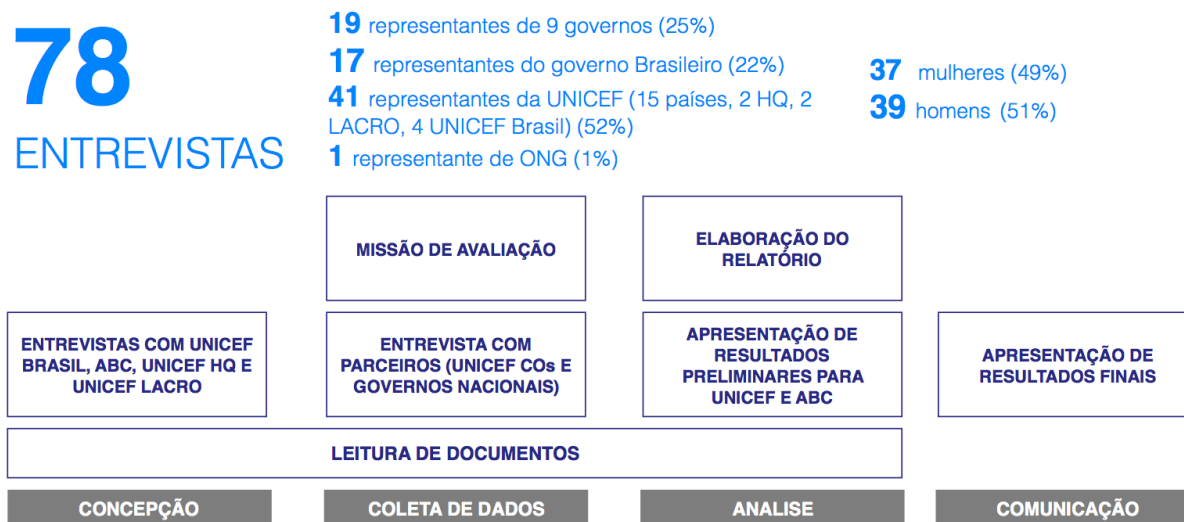 78
ENTREVISTAS
19 representantes de 9 governos (25%)
17 representantes do governo Brasileiro (22%)
41 representantes da UNICEF (15 países, 2 HQ, 2
LACRO, 4 UNICEF Brasil) (52%)
1 representante de ONG (1%)
37 mulheres (49%)
39 homens (51%)
MISSÃO DE AVALIAÇÃO
ELABORAÇÃO DO
RELATÓRIO
ENTREVISTAS COM UNICEF
BRASIL, ABC, UNICEF HQ E
UNICEF LACRO
ENTREVISTA COM
PARCEIROS (UNICEF COs E
GOVERNOS NACIONAIS)
APRESENTAÇÃO DE
RESULTADOS
PRELIMINARES PARA
UNICEF E ABC
APRESENTAÇÃO DE
RESULTADOS FINAIS
LEITURA DE DOCUMENTOS
CONCEPÇÃO
COLETA DE DADOS
ANALISE
COMUNICAÇÃO